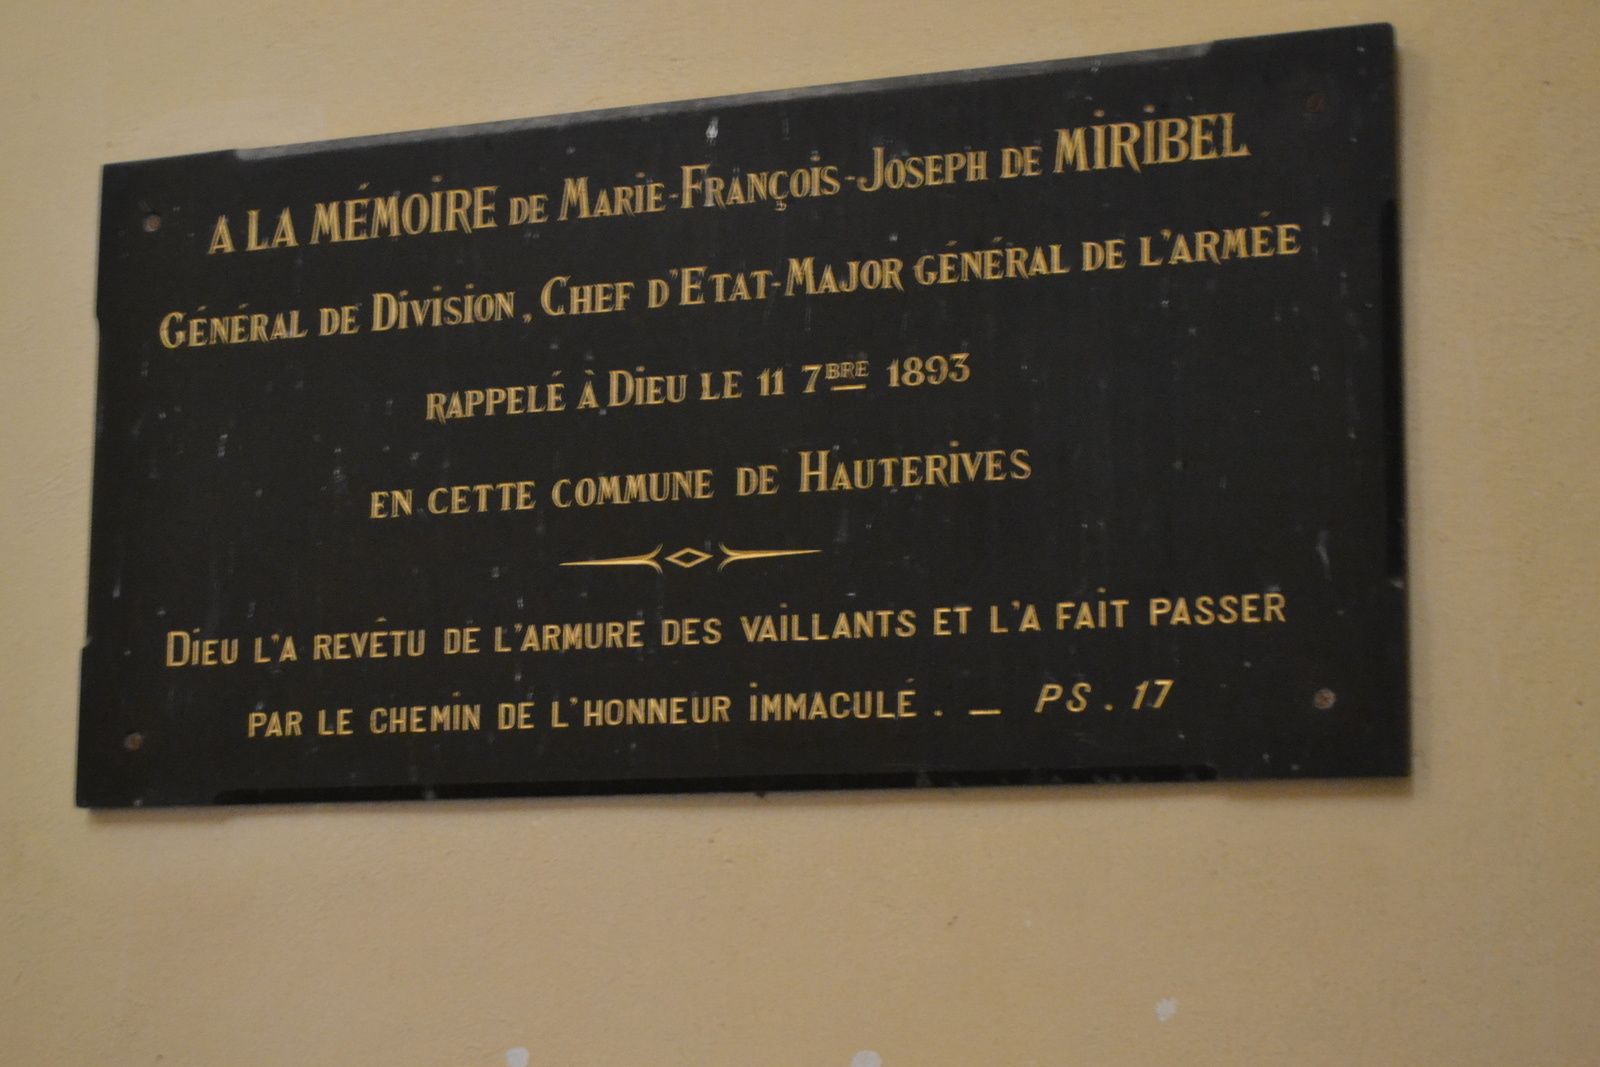 A LA MÉMOIRE DE MARIE-FRANÇOIS-JOSEPH DE MIRIBEL
GÉNÉRAL DE DIVISION, CHEF D'ETAT-MAJOR GÉNÉRAL DE L'ARMÉE
RAPPELÉ À DIEU LE 11 7BRE 1893
EN CETTE COMMUNE DE HAUTERIVES
DIEU L'A REVÊTU DE L'ARMURE DES VAILLANTS ET L'A FAIT PASSER
PAR LE CHEMIN DE L'HONNEUR IMMACULÉ. — PS. 17